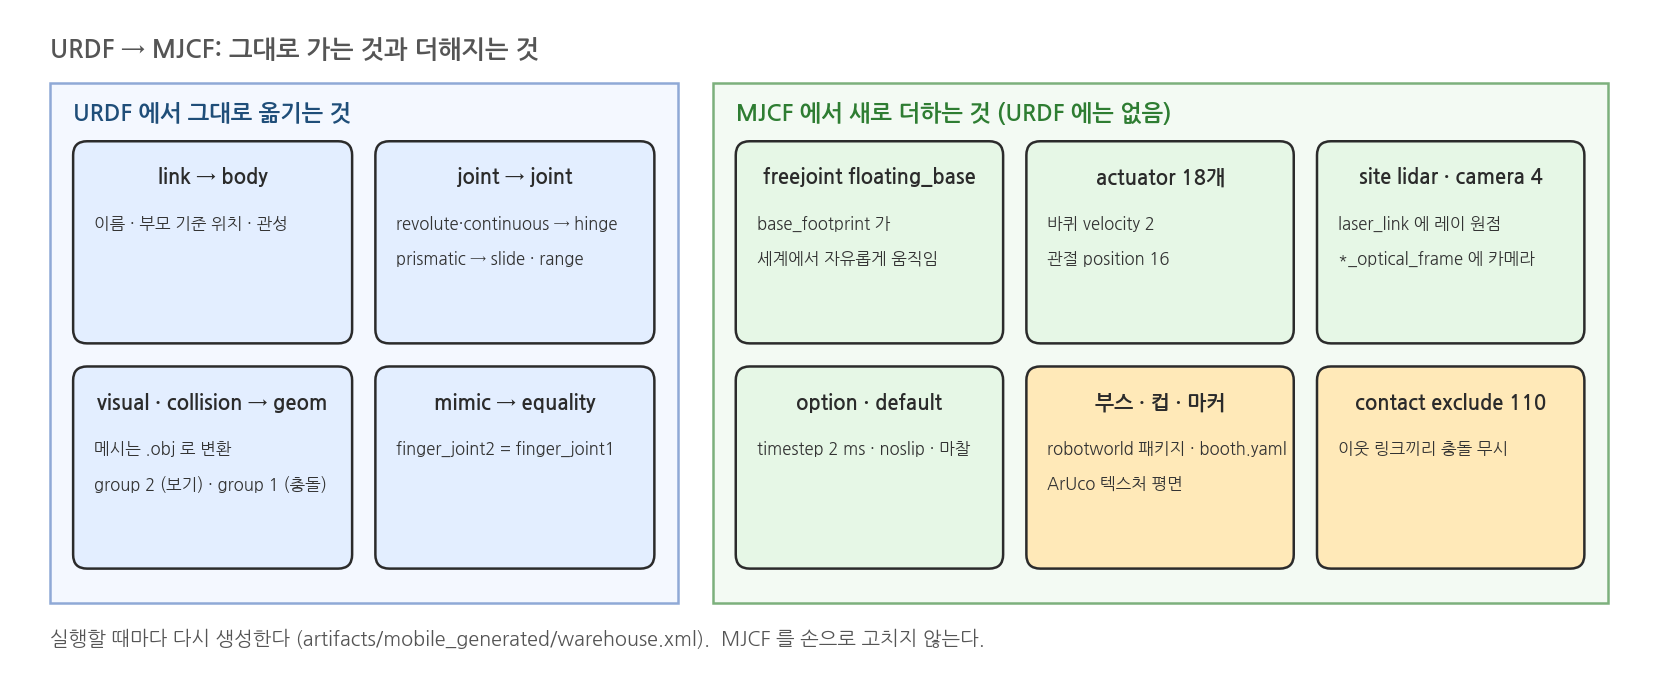 URDF → MJCF: 그대로 가는 것과 더해지는 것
URDF 에서 그대로 옮기는 것
link → body
이름 · 부모 기준 위치 · 관성
joint → joint
revolute·continuous → hinge
prismatic → slide · range
visual · collision → geom
메시는 .obj 로 변환
group 2 (보기) · group 1 (충돌)
mimic → equality
finger_joint2 = finger_joint1
MJCF 에서 새로 더하는 것 (URDF 에는 없음)
freejoint floating_base
base_footprint 가
세계에서 자유롭게 움직임
actuator 18개
바퀴 velocity 2
관절 position 16
site lidar · camera 4
laser_link 에 레이 원점
*_optical_frame 에 카메라
option · default
timestep 2 ms · noslip · 마찰
부스 · 컵 · 마커
robotworld 패키지 · booth.yaml
ArUco 텍스처 평면
contact exclude 110
이웃 링크끼리 충돌 무시
실행할 때마다 다시 생성한다 (artifacts/mobile_generated/warehouse.xml).  MJCF 를 손으로 고치지 않는다.